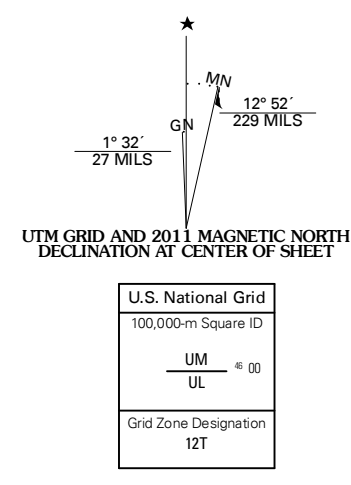 ★
MN
12° 52´
229 MILS
GN
1° 32´
27 MILS
UTM GRID AND 2011 MAGNETIC NORTH
DECLINATION AT CENTER OF SHEET
U.S. National Grid
100,000-m Square ID
UM
46 00
UL
Grid Zone Designation
12T